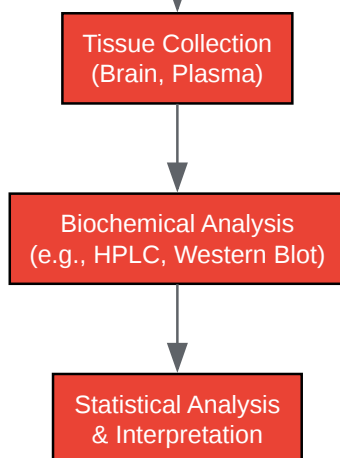 Tissue Collection
(Brain, Plasma)
Biochemical Analysis
(e.g., HPLC, Western Blot)
Statistical Analysis
& Interpretation